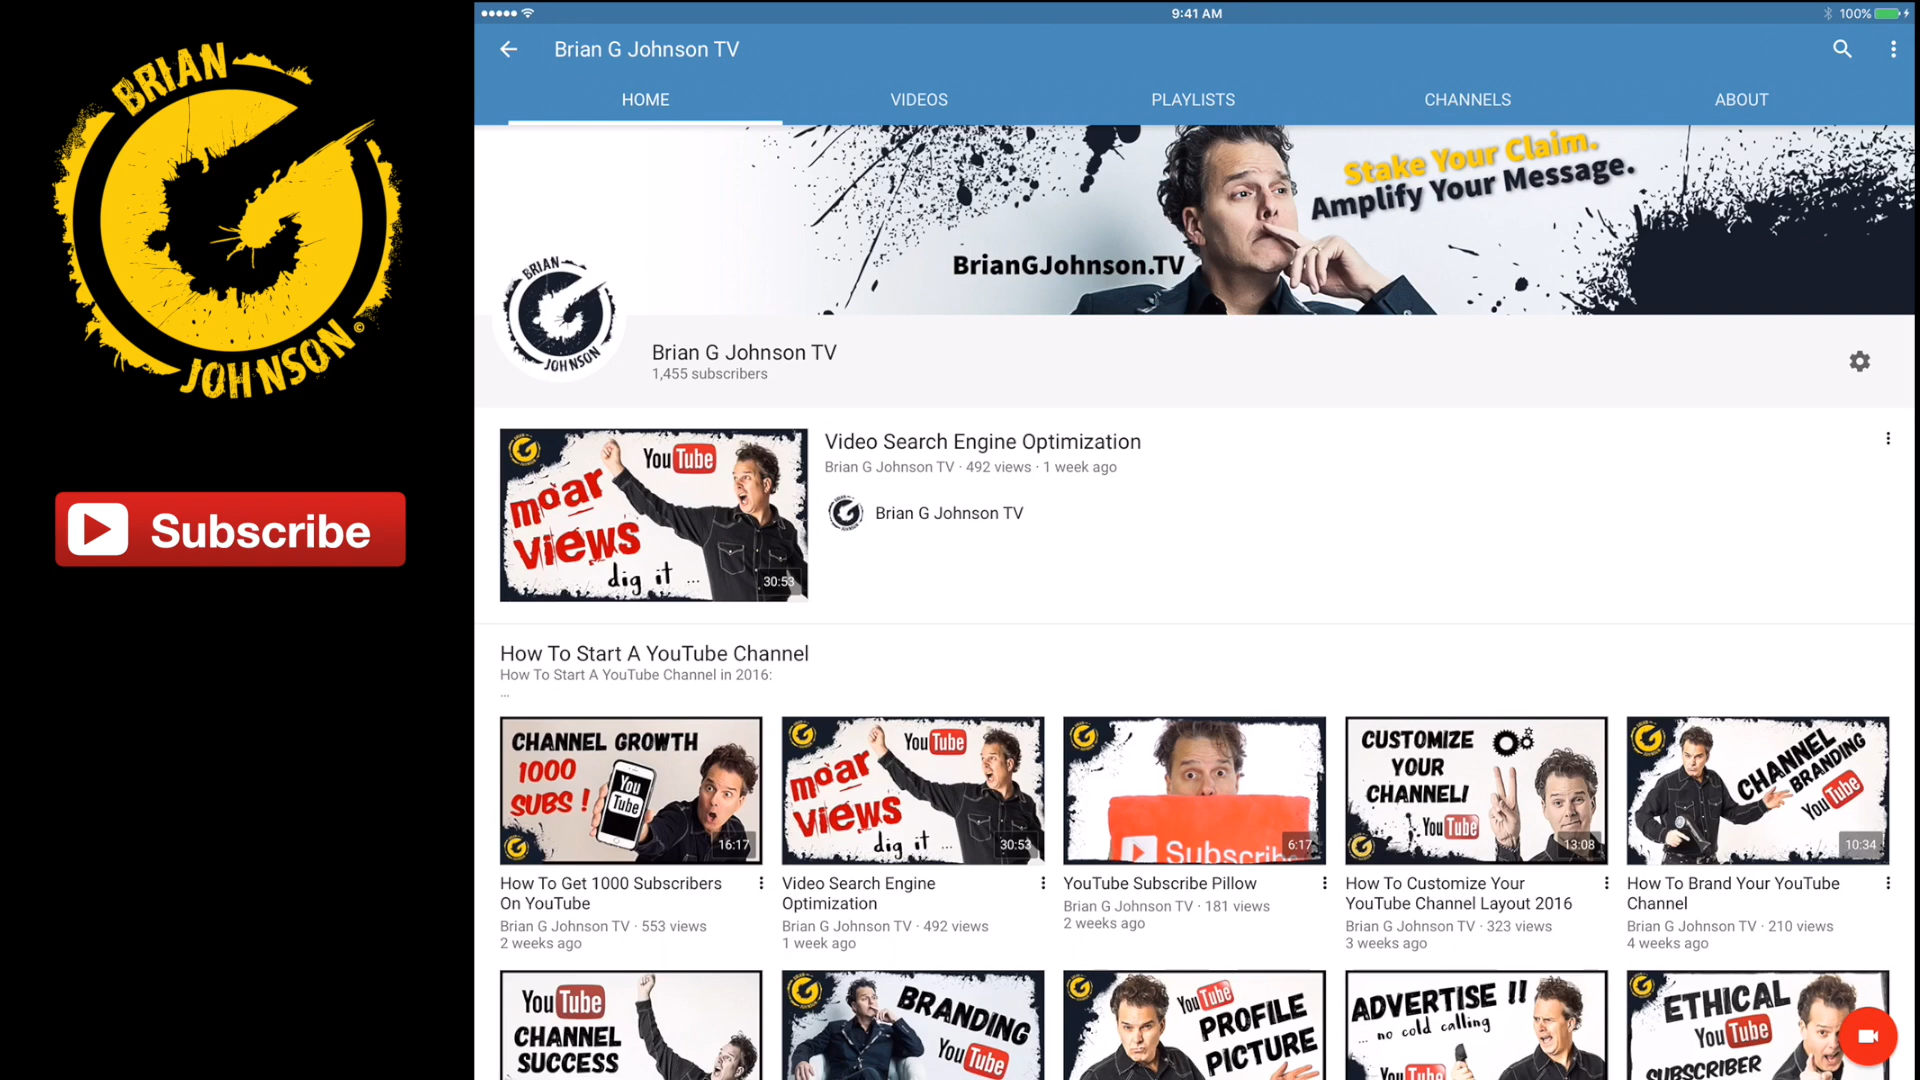 BRIAN
JOHNSON
©
Subscribe
9:41 AM
100%
Brian G Johnson TV
HOME
VIDEOS
PLAYLISTS
CHANNELS
ABOUT
Stake Your Claim.
Amplify Your Message.
BrianGJohnson.TV
BRIAN
JOHNSON
Brian G Johnson TV
1,455 subscribers
YouTube
moar
views
dig it ...
30:53
Video Search Engine Optimization
Brian G Johnson TV · 492 views · 1 week ago
Brian G Johnson TV
How To Start A YouTube Channel
How To Start A YouTube Channel in 2016:
...
CHANNEL GROWTH
1000
SUBS !
You
Tube
16:17
How To Get 1000 Subscribers
On YouTube
Brian G Johnson TV · 553 views
2 weeks ago
YouTube
moar
views
dig it ...
30:53
Video Search Engine
Optimization
Brian G Johnson TV · 492 views
1 week ago
Subscribe
6:17
YouTube Subscribe Pillow
Brian G Johnson TV · 181 views
2 weeks ago
CUSTOMIZE
YOUR
CHANNEL!
YouTube
13:08
How To Customize Your
YouTube Channel Layout 2016
Brian G Johnson TV · 323 views
3 weeks ago
CHANNEL
BRANDING
YouTube
10:34
How To Brand Your YouTube
Channel
Brian G Johnson TV · 210 views
4 weeks ago
YouTube
CHANNEL
SUCCESS
BRANDING
YouTube
YouTube
PROFILE
PICTURE
ADVERTISE !!
... no cold calling
YouTube
ETHICAL
YouTube
SUBSCRIBER